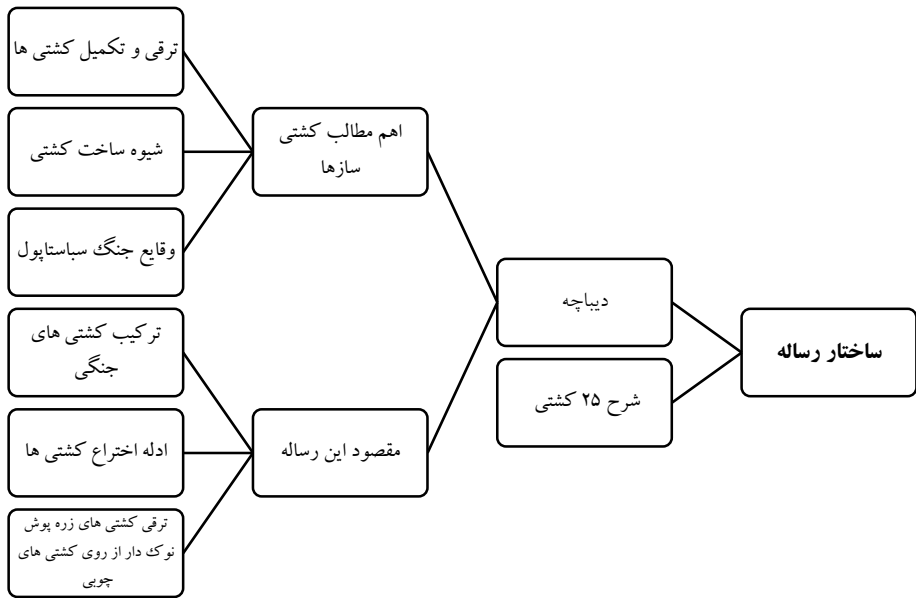 ساختار رساله
دیباچه
اهم مطالب کشتی
سازها
ترقی و تکمیل کشتی ها
شیوه ساخت کشتی
وقایع جنگ سباستاپول
مقصود این رساله
ترکیب کشتی های
جنگی
ادله اختراع کشتی ها
ترقی کشتی های زره پوش
نوک دار از روی کشتی های
چوبی
شرح ۲۵ کشتی